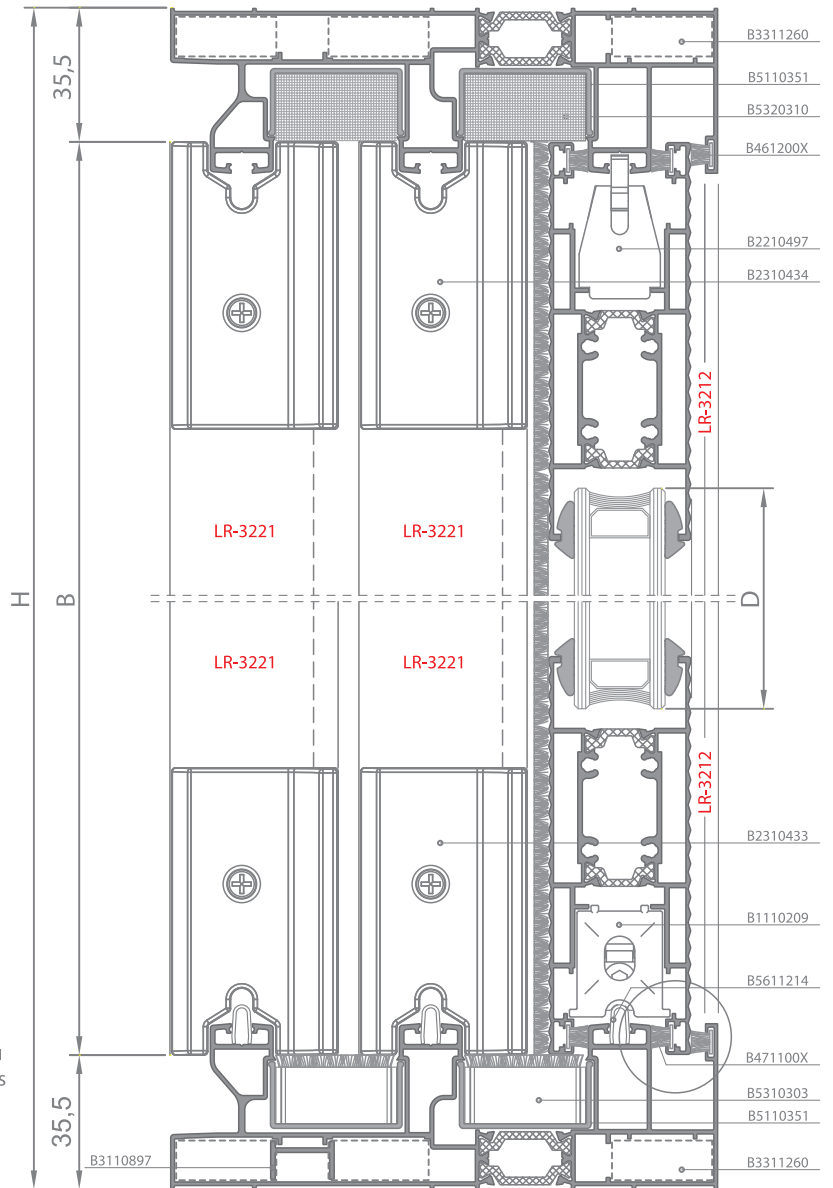 35,5
B3311260
B5110351
B5320310
B461200X
B2210497
B2310434
LR-3212
LR-3221 LR-3221
H
B
D
LR-3221 LR-3221
LR-3212
B2310433
B1110209
B5611214
B471100X
B5310303
B5110351
35,5
B3110897
B3311260